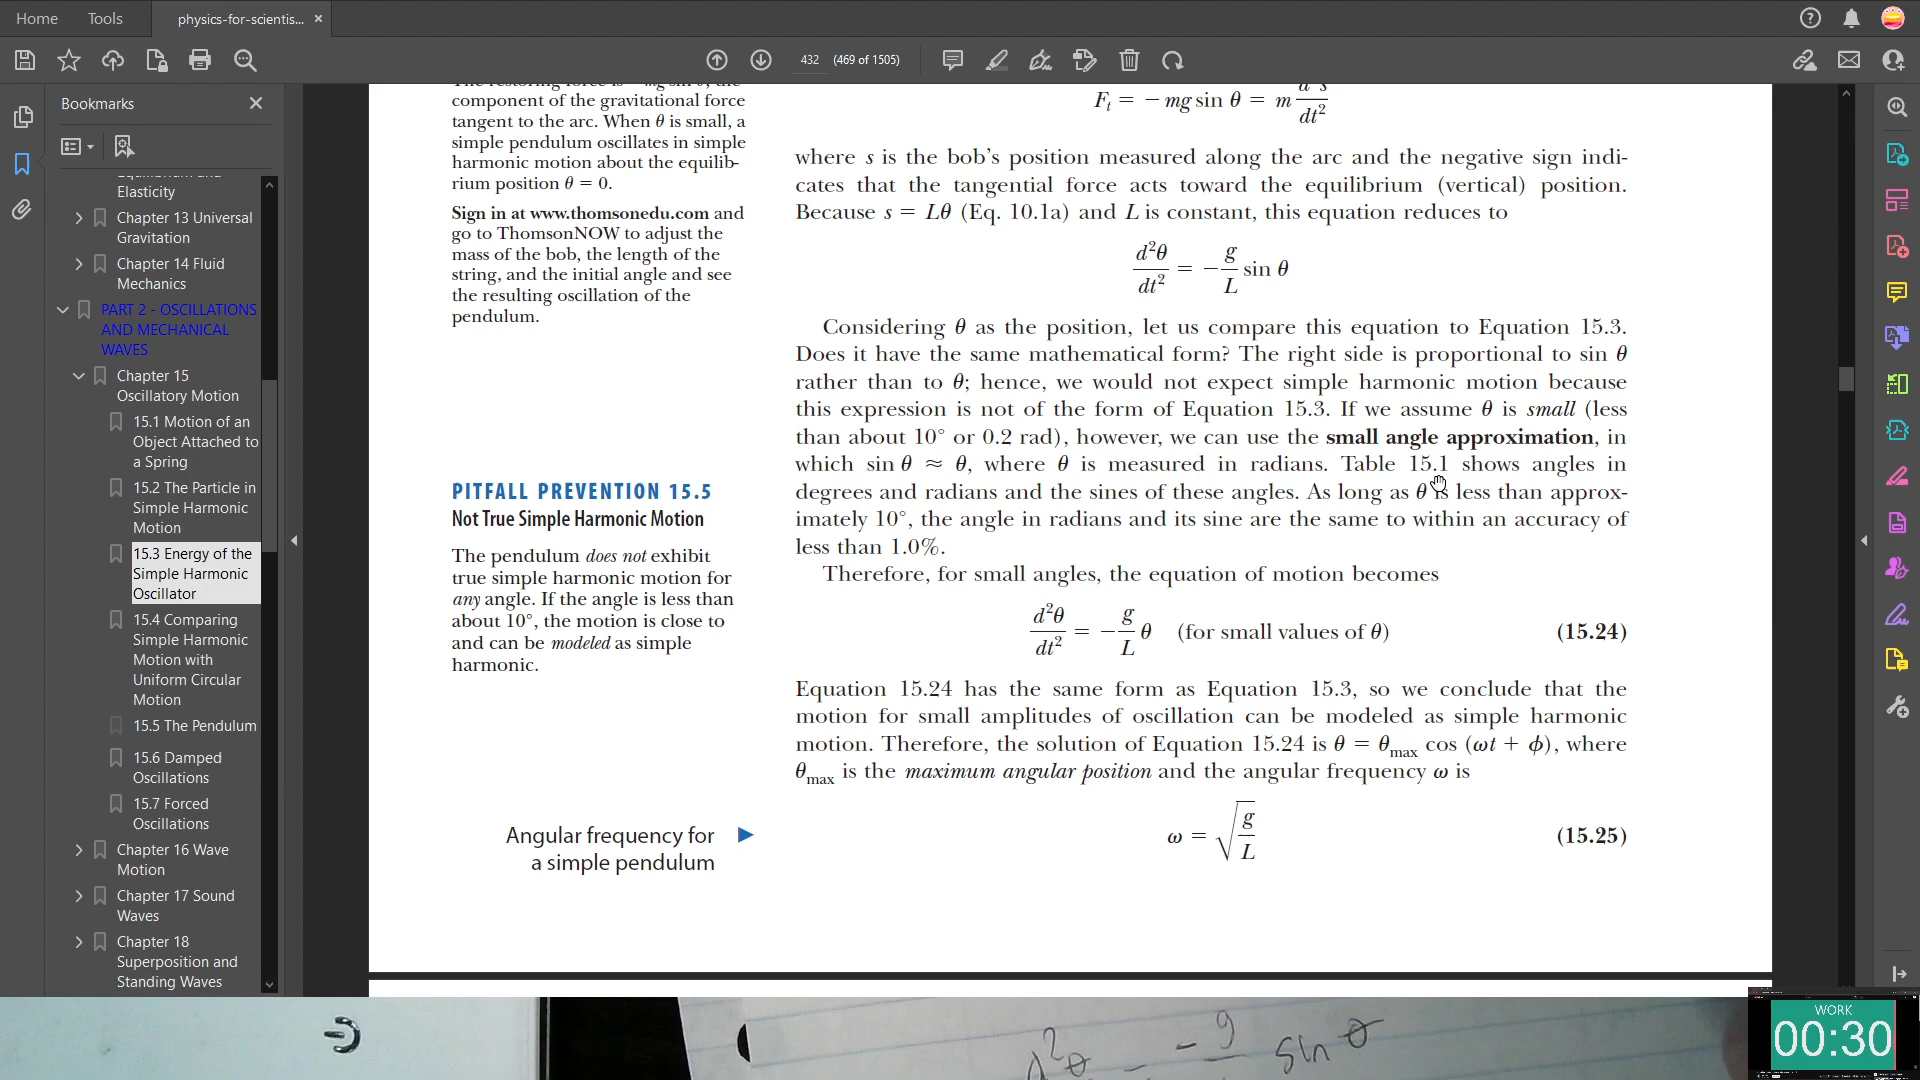 Home
Tools
physics-for-scientis...
432
(469 of 1505)
Bookmarks
Elasticity
Chapter 13 Universal
Gravitation
Chapter 14 Fluid
Mechanics
PART 2 - OSCILLATIONS
AND MECHANICAL
WAVES
Chapter 15
Oscillatory Motion
15.1 Motion of an
Object Attached to
a Spring
15.2 The Particle in
Simple Harmonic
Motion
15.3 Energy of the
Simple Harmonic
Oscillator
15.4 Comparing
Simple Harmonic
Motion with
Uniform Circular
Motion
15.5 The Pendulum
15.6 Damped
Oscillations
15.7 Forced
Oscillations
Chapter 16 Wave
Motion
Chapter 17 Sound
Waves
Chapter 18
Superposition and
Standing Waves
component of the gravitational force
tangent to the arc. When θ is small, a
simple pendulum oscillates in simple
harmonic motion about the equilib-
rium position θ = 0.
Sign in at www.thomsonedu.com and
go to ThomsonNOW to adjust the
mass of the bob, the length of the
string, and the initial angle and see
the resulting oscillation of the
pendulum.
PITFALL PREVENTION 15.5
Not True Simple Harmonic Motion
The pendulum does not exhibit
true simple harmonic motion for
any angle. If the angle is less than
about 10°, the motion is close to
and can be modeled as simple
harmonic.
Angular frequency for
a simple pendulum
F_t = −mg sin θ = m d²s/dt²
where s is the bob's position measured along the arc and the negative sign indi-
cates that the tangential force acts toward the equilibrium (vertical) position.
Because s = Lθ (Eq. 10.1a) and L is constant, this equation reduces to
d²θ/dt² = −g/L sin θ
Considering θ as the position, let us compare this equation to Equation 15.3.
Does it have the same mathematical form? The right side is proportional to sin θ
rather than to θ; hence, we would not expect simple harmonic motion because
this expression is not of the form of Equation 15.3. If we assume θ is small (less
than about 10° or 0.2 rad), however, we can use the small angle approximation, in
which sin θ ≈ θ, where θ is measured in radians. Table 15.1 shows angles in
degrees and radians and the sines of these angles. As long as θ is less than approx-
imately 10°, the angle in radians and its sine are the same to within an accuracy of
less than 1.0%.
Therefore, for small angles, the equation of motion becomes
d²θ/dt² = −g/L θ (for small values of θ) (15.24)
Equation 15.24 has the same form as Equation 15.3, so we conclude that the
motion for small amplitudes of oscillation can be modeled as simple harmonic
motion. Therefore, the solution of Equation 15.24 is θ = θ_max cos (ωt + ϕ), where
θ_max is the maximum angular position and the angular frequency ω is
ω = √(g/L) (15.25)
d²θ = −g sin θ
WORK
00:30